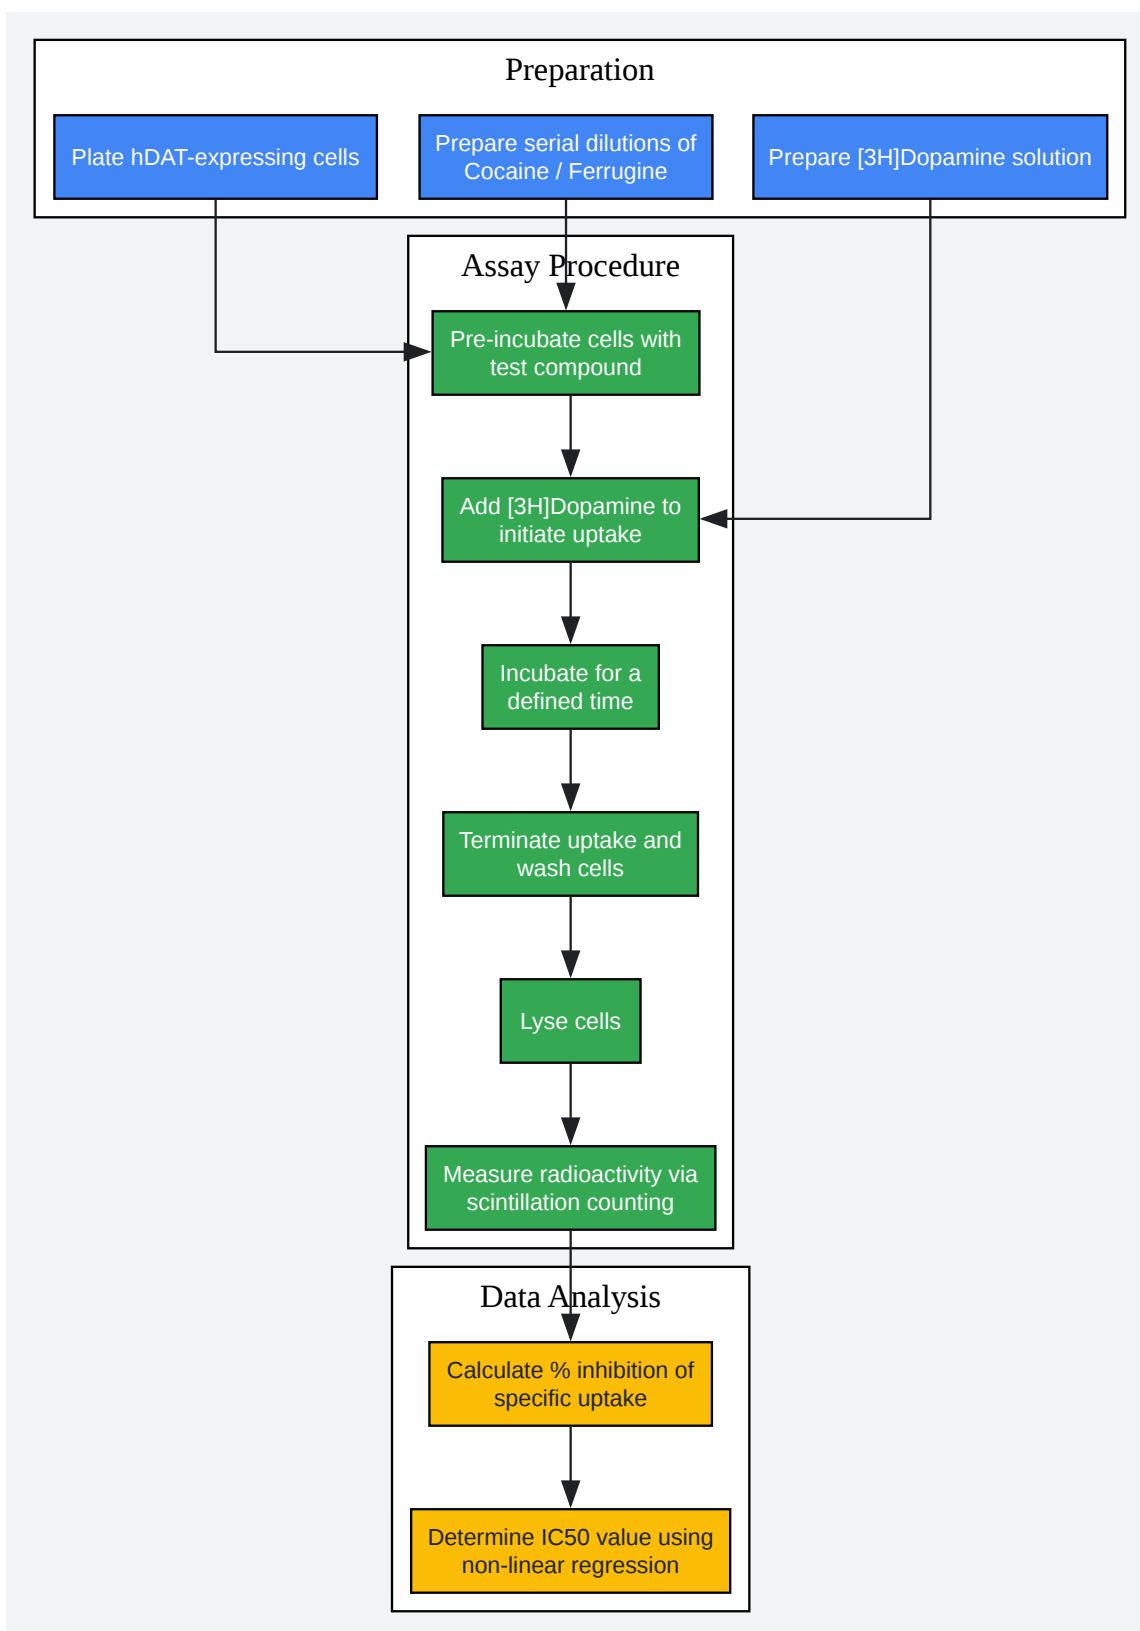 Preparation
Plate hDAT-expressing cells
Prepare serial dilutions of
Cocaine / Ferrugine
Prepare [3H]Dopamine solution
Assay Procedure
Pre-incubate cells with
test compound
Add [3H]Dopamine to
initiate uptake
Incubate for a
defined time
Terminate uptake and
wash cells
Lyse cells
Measure radioactivity via
scintillation counting
Data Analysis
Calculate % inhibition of
specific uptake
Determine IC50 value using
non-linear regression